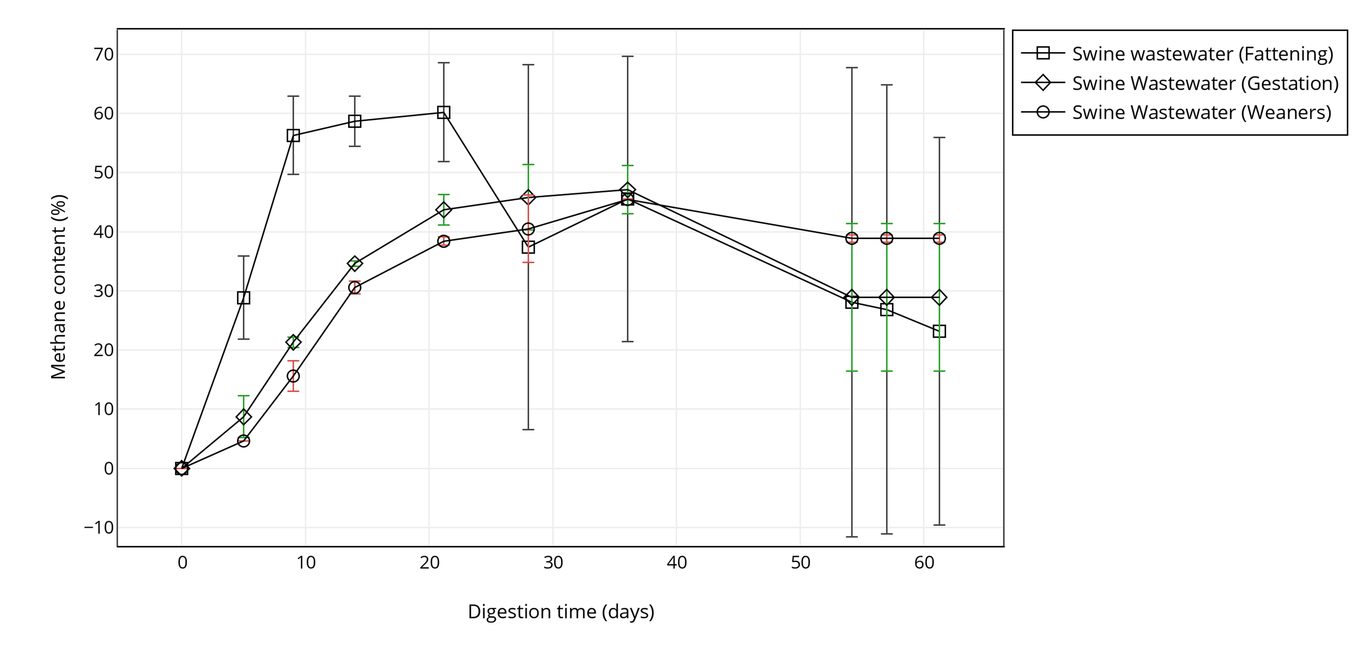 Swine wastewater (Fattening)
Swine Wastewater (Gestation)
Swine Wastewater (Weaners)
Methane content (%)
70
60
50
40
30
20
10
0
−10
0 10 20 30 40 50 60
Digestion time (days)